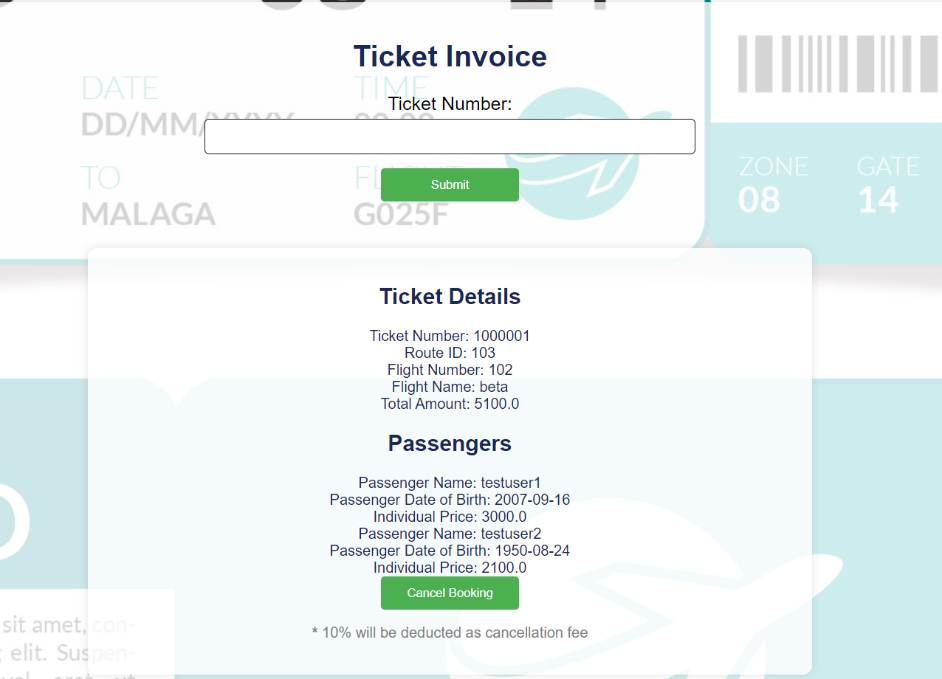 Ticket Invoice
DATE
TIME
Ticket Number:
DD/MM/YYYY
ZONE
GATE
08
14
TO
Submit
MALAGA
G025F
Ticket Details
Ticket Number: 1000001
Route ID: 103
Flight Number: 102
Flight Name: beta
Total Amount: 5100.0
Passengers
Passenger Name: testuser1
Passenger Date of Birth: 2007-09-16
Individual Price: 3000.0
Passenger Name: testuser2
Passenger Date of Birth: 1950-08-24
Individual Price: 2100.0
Cancel Booking
* 10% will be deducted as cancellation fee
sit amet, con-
elit. Suspen-